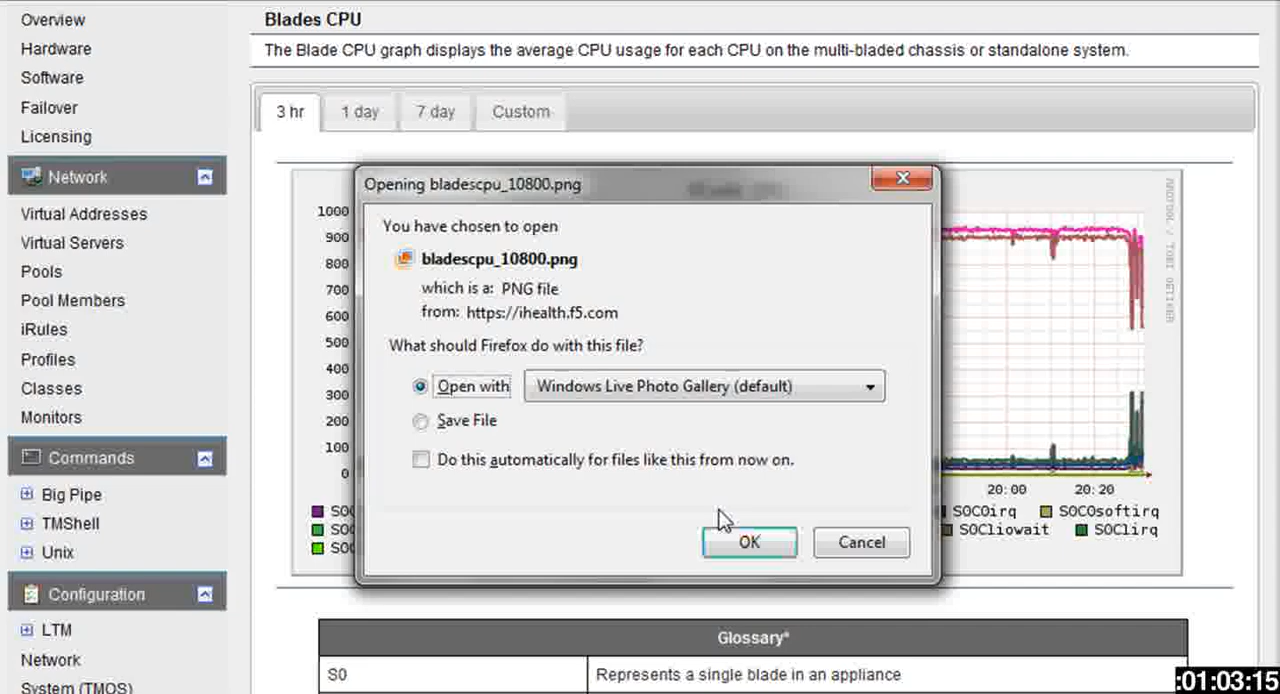 Overview
Hardware
Software
Failover
Licensing
Network
Virtual Addresses
Virtual Servers
Pools
Pool Members
iRules
Profiles
Classes
Monitors
Commands
Big Pipe
TMShell
Unix
Configuration
LTM
Network
System (TMOS)
Blades CPU
The Blade CPU graph displays the average CPU usage for each CPU on the multi-bladed chassis or standalone system.
3 hr
1 day
7 day
Custom
Opening bladescpu_10800.png
You have chosen to open
bladescpu_10800.png
which is a: PNG file
from: https://ihealth.f5.com
What should Firefox do with this file?
Open with
Windows Live Photo Gallery (default)
Save File
Do this automatically for files like this from now on.
OK
Cancel
1000
900
800
700
600
500
400
300
200
100
0
20:00
20:20
RRDTOOL / TOBI OETIKER
S0C0irq
S0C0softirq
S0C1iowait
S0C1irq
Glossary*
S0
Represents a single blade in an appliance
:01:03:15